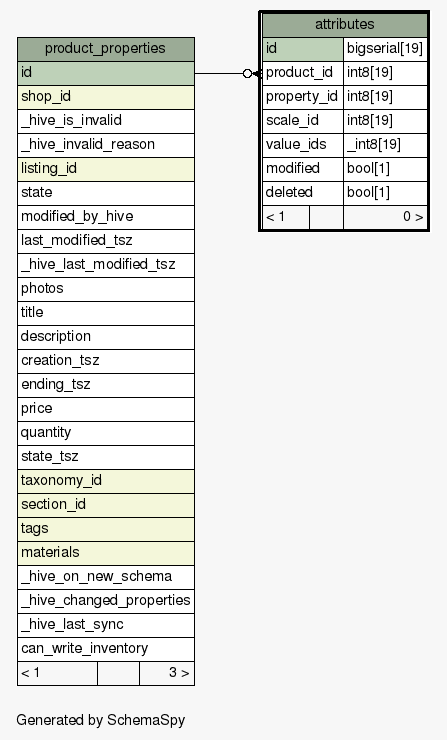 product_properties
id
shop_id
_hive_is_invalid
_hive_invalid_reason
listing_id
state
modified_by_hive
last_modified_tsz
_hive_last_modified_tsz
photos
title
description
creation_tsz
ending_tsz
price
quantity
state_tsz
taxonomy_id
section_id
tags
materials
_hive_on_new_schema
_hive_changed_properties
_hive_last_sync
can_write_inventory
< 1 3 >
attributes
id bigserial[19]
product_id int8[19]
property_id int8[19]
scale_id int8[19]
value_ids _int8[19]
modified bool[1]
deleted bool[1]
< 1 0 >
Generated by SchemaSpy